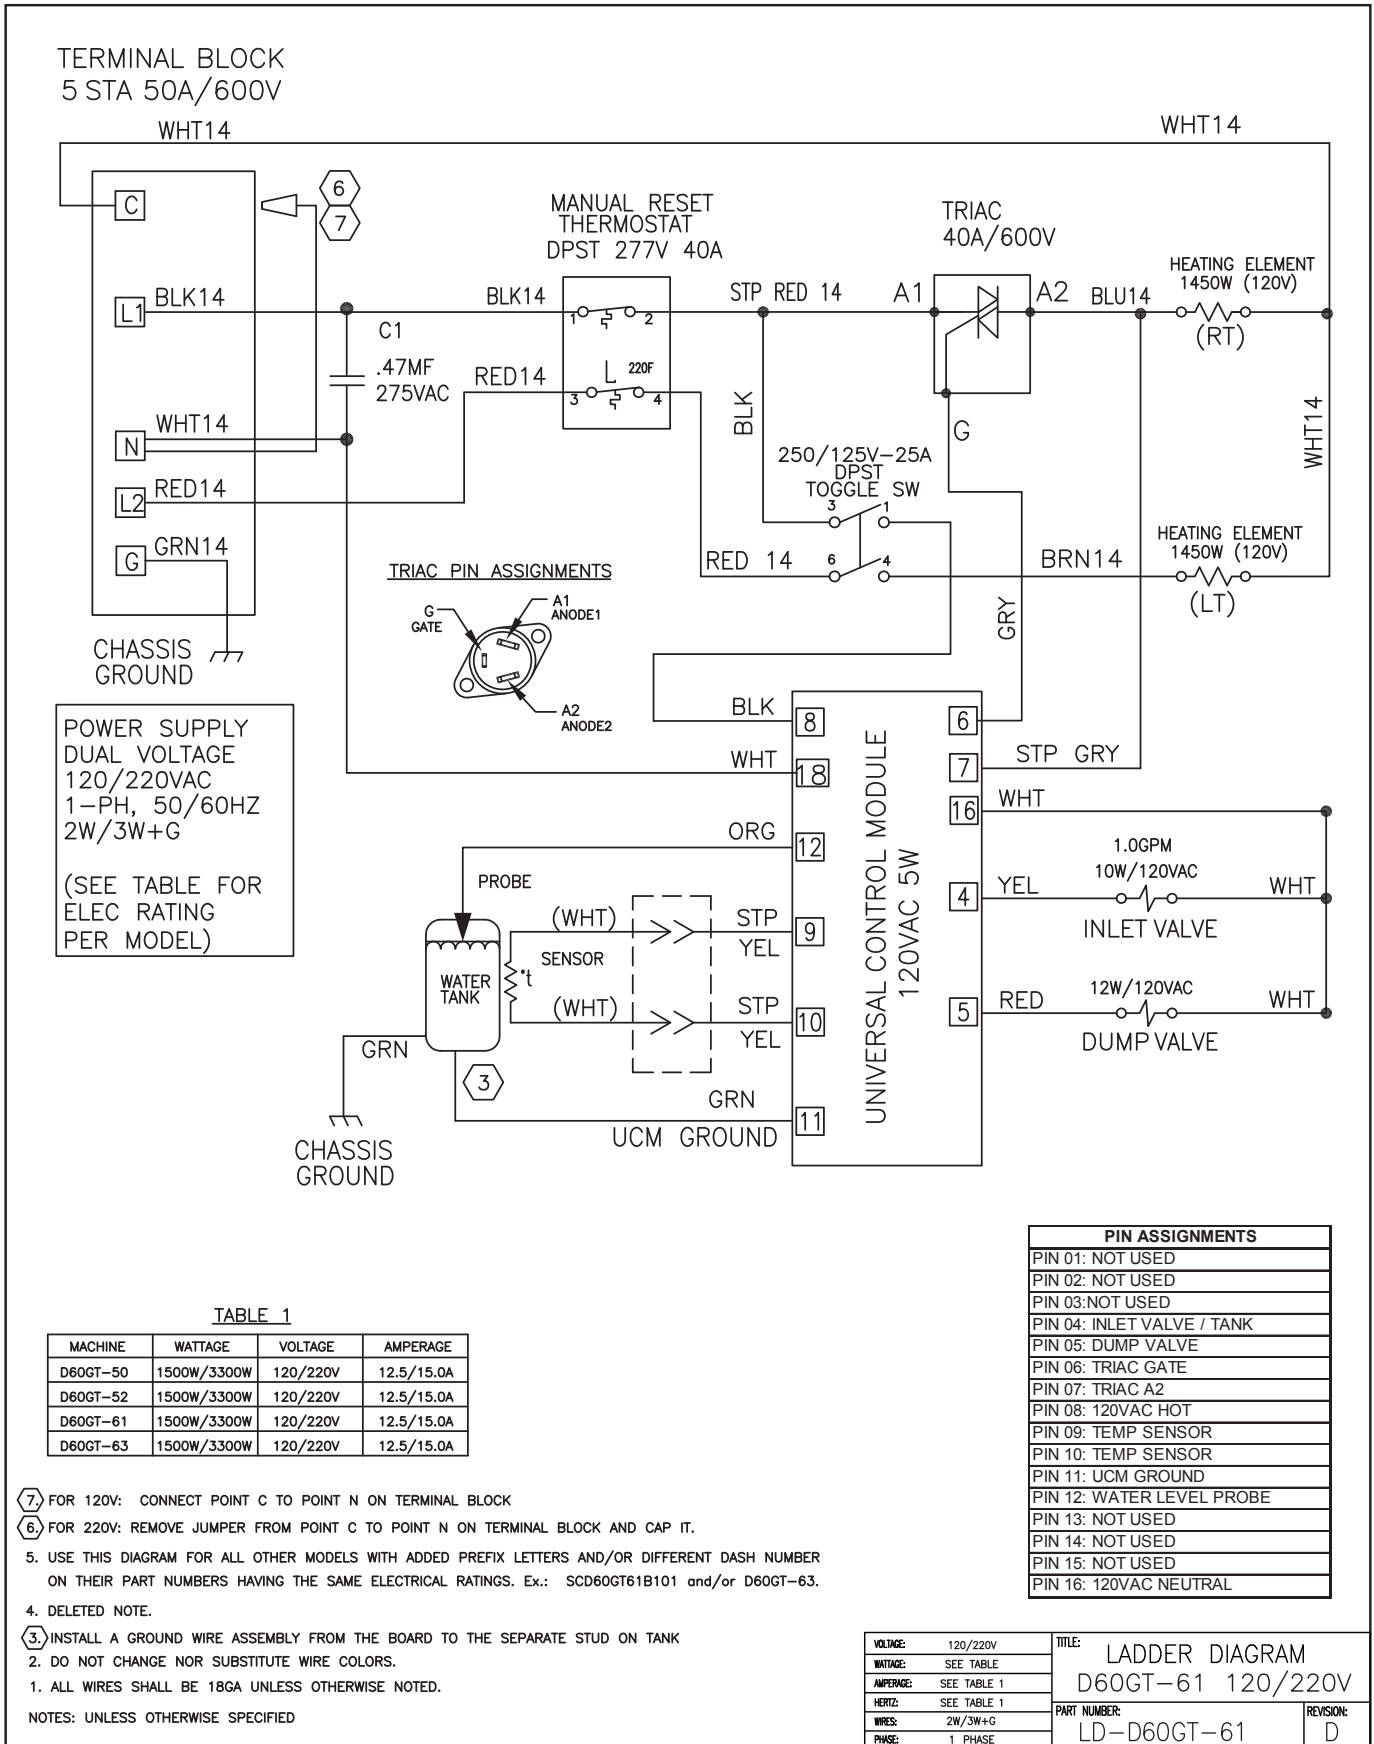 TERMINAL BLOCK
5 STA 50A/600V
WHT14
WHT14
C
6
7
MANUAL RESET
THERMOSTAT
DPST 277V 40A
TRIAC
40A/600V
HEATING ELEMENT
1450W (120V)
L1
BLK14
BLK14
1
2
STP RED 14
A1
A2
BLU14
(RT)
C1
.47MF
275VAC
RED14
L
220F
3
4
BLK
G
WHT14
N
WHT14
250/125V-25A
DPST
TOGGLE SW
L2
RED14
3
1
G
GRN14
RED 14
6
4
BRN14
HEATING ELEMENT
1450W (120V)
(LT)
GRY
TRIAC PIN ASSIGNMENTS
G
GATE
A1
ANODE1
A2
ANODE2
CHASSIS
GROUND
POWER SUPPLY
DUAL VOLTAGE
120/220VAC
1-PH, 50/60HZ
2W/3W+G
(SEE TABLE FOR
ELEC RATING
PER MODEL)
BLK
8
6
WHT
18
7
STP GRY
16
WHT
ORG
12
UNIVERSAL CONTROL MODULE
120VAC 5W
1.0GPM
10W/120VAC
4
YEL
WHT
INLET VALVE
PROBE
(WHT)
STP
YEL
9
SENSOR
°t
WATER
TANK
(WHT)
STP
YEL
10
12W/120VAC
5
RED
WHT
DUMP VALVE
GRN
3
GRN
11
UCM GROUND
CHASSIS
GROUND
PIN ASSIGNMENTS
PIN 01: NOT USED
PIN 02: NOT USED
PIN 03:NOT USED
PIN 04: INLET VALVE / TANK
PIN 05: DUMP VALVE
PIN 06: TRIAC GATE
PIN 07: TRIAC A2
PIN 08: 120VAC HOT
PIN 09: TEMP SENSOR
PIN 10: TEMP SENSOR
PIN 11: UCM GROUND
PIN 12: WATER LEVEL PROBE
PIN 13: NOT USED
PIN 14: NOT USED
PIN 15: NOT USED
PIN 16: 120VAC NEUTRAL
TABLE 1
MACHINE WATTAGE VOLTAGE AMPERAGE
D60GT-50 1500W/3300W 120/220V 12.5/15.0A
D60GT-52 1500W/3300W 120/220V 12.5/15.0A
D60GT-61 1500W/3300W 120/220V 12.5/15.0A
D60GT-63 1500W/3300W 120/220V 12.5/15.0A
7. FOR 120V: CONNECT POINT C TO POINT N ON TERMINAL BLOCK
6. FOR 220V: REMOVE JUMPER FROM POINT C TO POINT N ON TERMINAL BLOCK AND CAP IT.
5. USE THIS DIAGRAM FOR ALL OTHER MODELS WITH ADDED PREFIX LETTERS AND/OR DIFFERENT DASH NUMBER
ON THEIR PART NUMBERS HAVING THE SAME ELECTRICAL RATINGS. Ex.: SCD60GT61B101 and/or D60GT-63.
4. DELETED NOTE.
3. INSTALL A GROUND WIRE ASSEMBLY FROM THE BOARD TO THE SEPARATE STUD ON TANK
2. DO NOT CHANGE NOR SUBSTITUTE WIRE COLORS.
1. ALL WIRES SHALL BE 18GA UNLESS OTHERWISE NOTED.
NOTES: UNLESS OTHERWISE SPECIFIED
VOLTAGE: 120/220V
WATTAGE: SEE TABLE
AMPERAGE: SEE TABLE 1
HERTZ: SEE TABLE 1
WIRES: 2W/3W+G
PHASE: 1 PHASE
TITLE:
LADDER DIAGRAM
D60GT-61 120/220V
PART NUMBER:
LD-D60GT-61
REVISION:
D